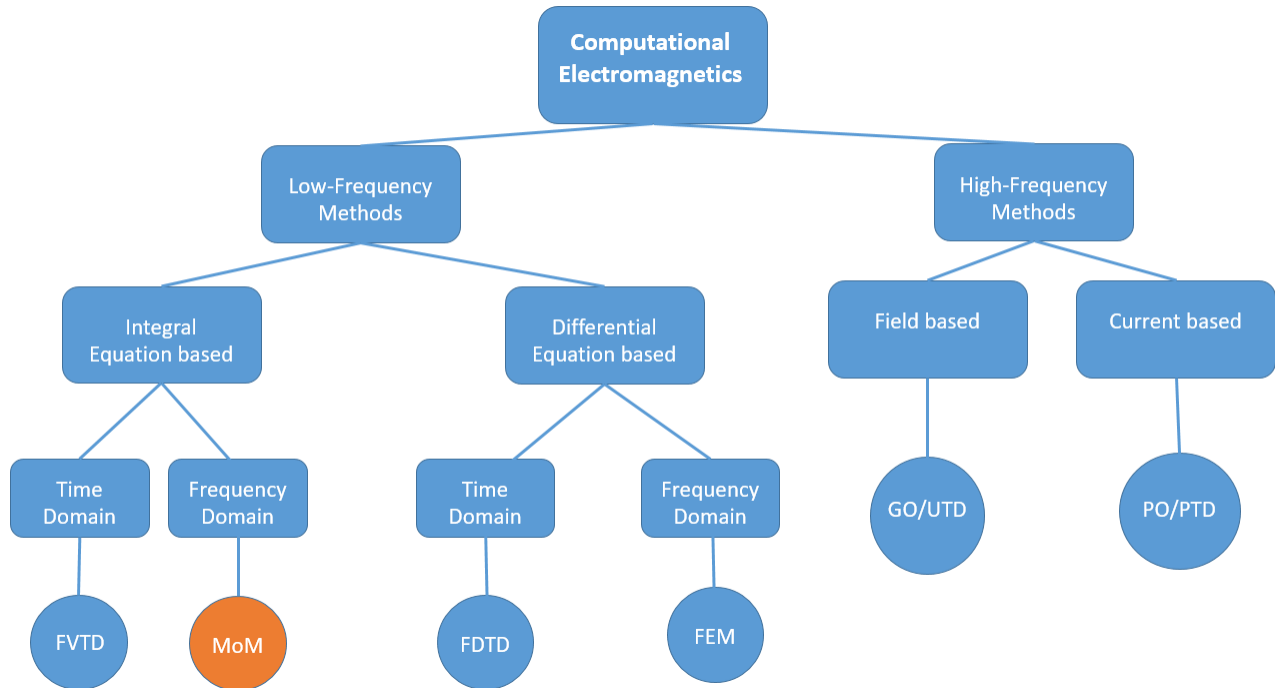 Computational
Electromagnetics
Low-Frequency
Methods
High-Frequency
Methods
Integral
Equation based
Differential
Equation based
Field based
Current based
Time
Domain
Frequency
Domain
Time
Domain
Frequency
Domain
GO/UTD
PO/PTD
FVTD
MoM
FDTD
FEM